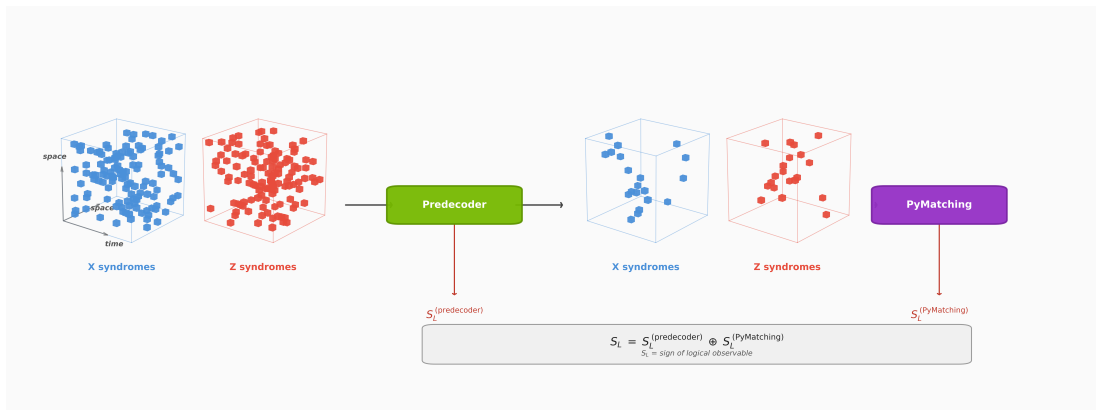 space
space
time
X syndromes
Z syndromes
Predecoder
X syndromes
Z syndromes
PyMatching
S_L^(predecoder)
S_L^(PyMatching)
S_L = S_L^(predecoder) ⊕ S_L^(PyMatching)
S_L = sign of logical observable